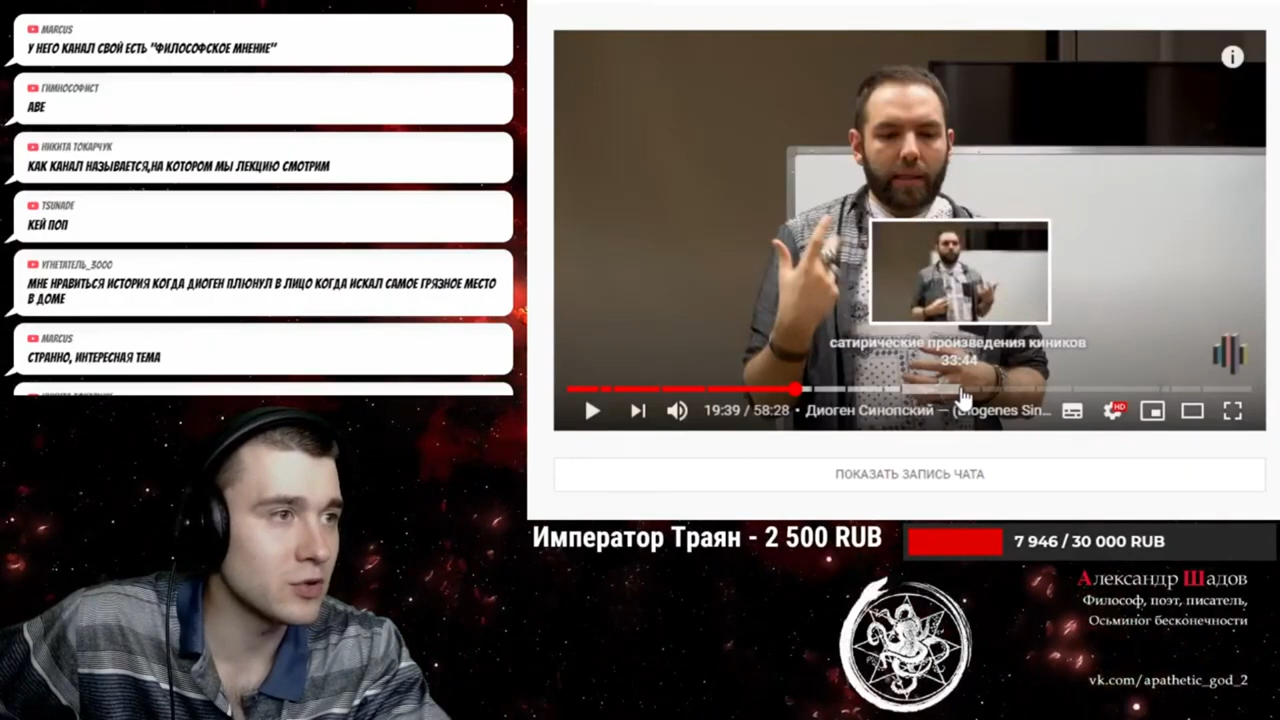 MARCUS
У НЕГО КАНАЛ СВОЙ ЕСТЬ "ФИЛОСОФСКОЕ МНЕНИЕ"
ГИМНОСОФИСТ
АВЕ
НИКИТА ТОКАРЧУК
КАК КАНАЛ НАЗЫВАЕТСЯ,НА КОТОРОМ МЫ ЛЕКЦИЮ СМОТРИМ
TSUNADE
КЕЙ ПОП
УГНЕТАТЕЛЬ_3000
МНЕ НРАВИТЬСЯ ИСТОРИЯ КОГДА ДИОГЕН ПЛЮНУЛ В ЛИЦО КОГДА ИСКАЛ САМОЕ ГРЯЗНОЕ МЕСТО
В ДОМЕ
MARCUS
СТРАННО, ИНТЕРЕСНАЯ ТЕМА
сатирические произведения киников
33:44
19:39 / 58:28 • Диоген Синопский — (Diogenes Sin...
HD
ПОКАЗАТЬ ЗАПИСЬ ЧАТА
Император Траян - 2 500 RUB
7 946 / 30 000 RUB
Александр Шадов
Философ, поэт, писатель,
Осьминог бесконечности
vk.com/apathetic_god_2